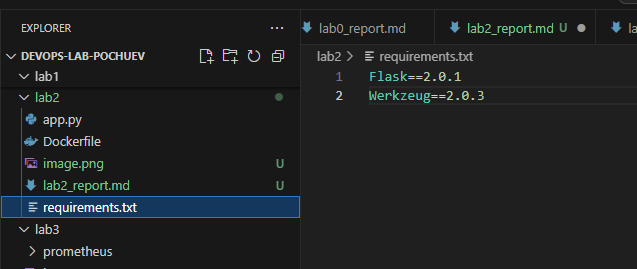 EXPLORER
DEVOPS-LAB-POCHUEV
lab1
lab2
app.py
Dockerfile
image.png U
lab2_report.md U
requirements.txt
lab3
prometheus
lab0_report.md
lab2_report.md U
lab2 > requirements.txt
1 Flask==2.0.1
2 Werkzeug==2.0.3